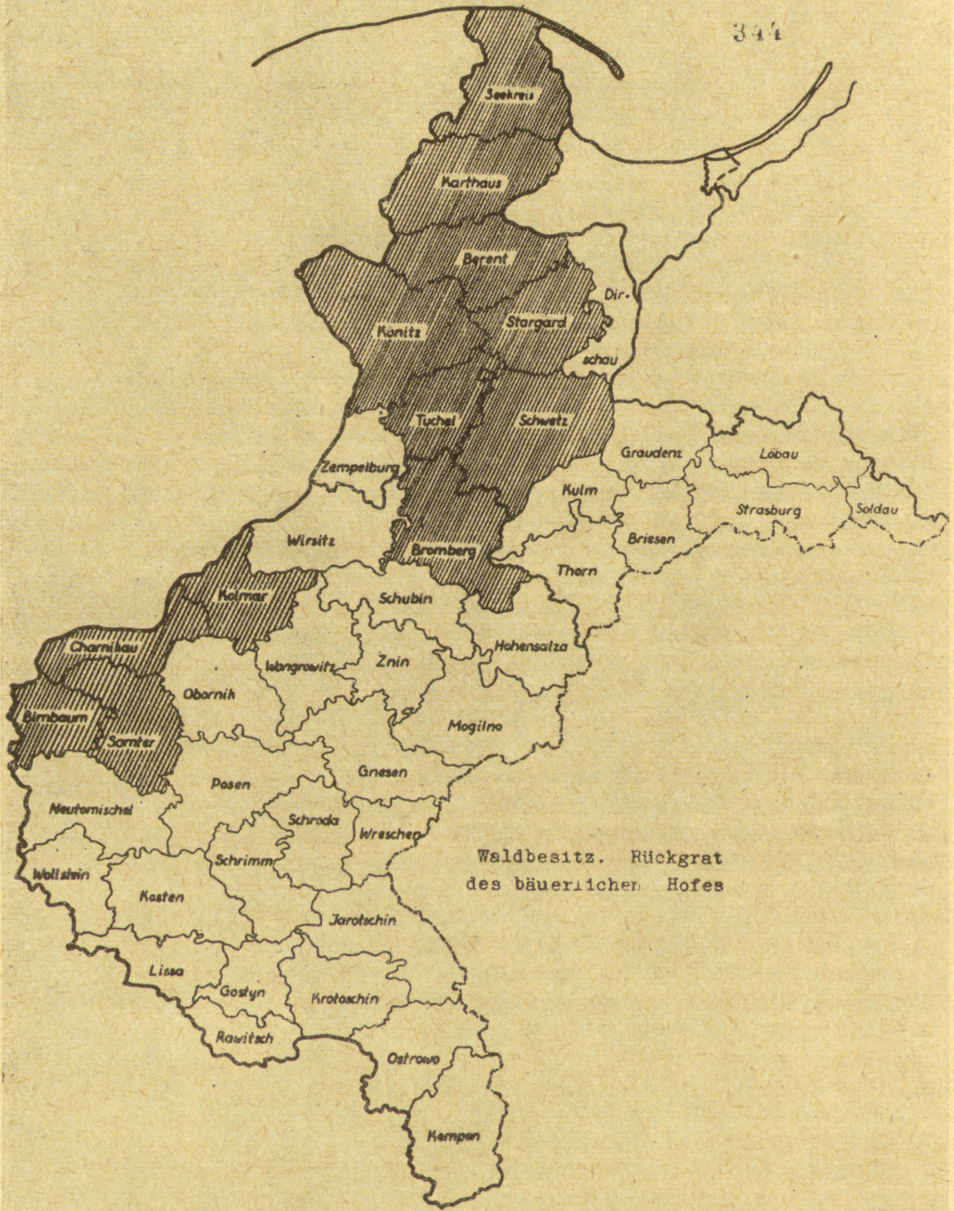 344
Seekreis
Karthaus
Berent
Dir-
Konitz
Stargard
schau
Tuchel
Schwetz
Graudenz
Löbau
Zempelburg
Kulm
Strasburg
Soldau
Wirsitz
Bromberg
Briesen
Thorn
Kolmar
Schubin
Charnikau
Hohensalza
Wongrowitz
Znin
Obornik
Birnbaum
Samter
Mogilno
Posen
Gnesen
Neutomischel
Schroda
Wreschen
Schrimm
Wollstein
Kosten
Waldbesitz. Rückgrat
des bäuerlichen Hofes
Jarotschin
Lissa
Gostyn
Krotoschin
Rawitsch
Ostrowo
Kempen